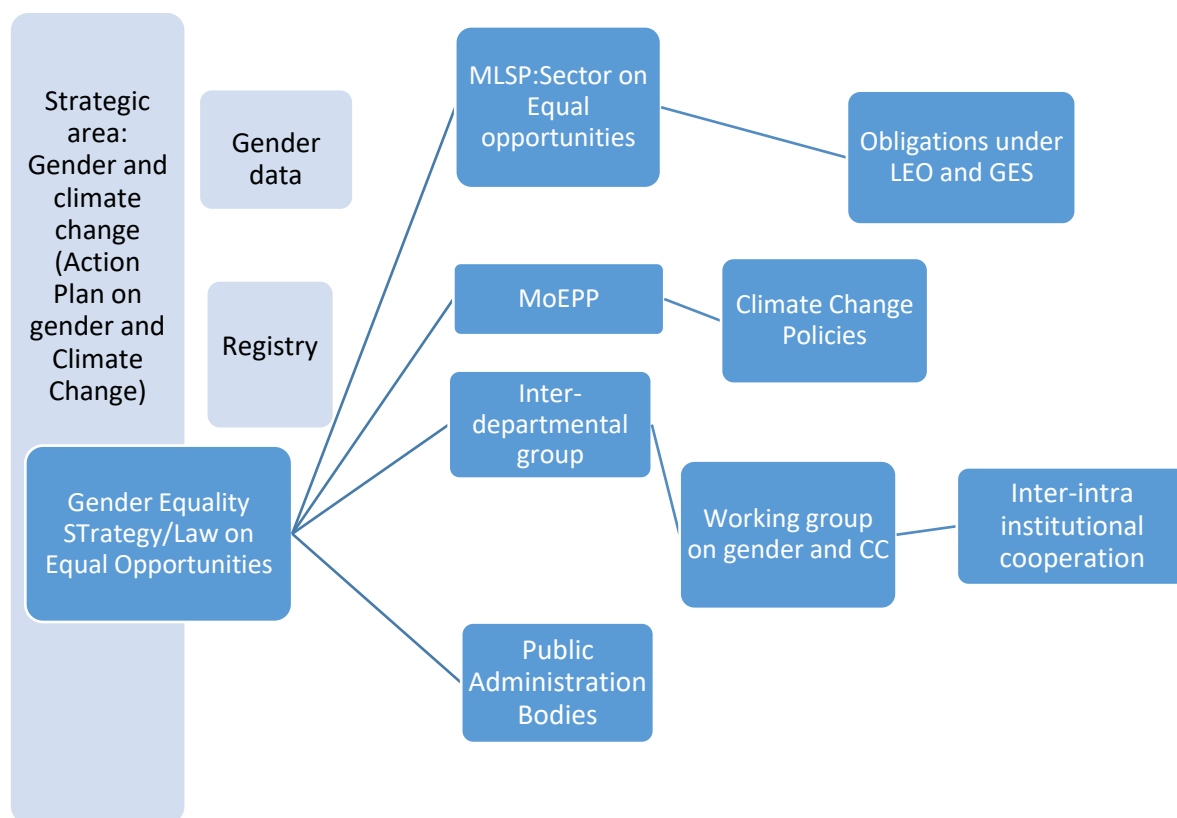 Strategic
area:
Gender and
climate
change
(Action
Plan on
gender and
Climate
Change)
Gender
data
Registry
Gender Equality
STrategy/Law on
Equal Opportunities
MLSP:Sector on
Equal
opportunities
Obligations under
LEO and GES
MoEPP
Climate Change
Policies
Inter-
departmental
group
Working group
on gender and CC
Inter-intra
institutional
cooperation
Public
Administration
Bodies